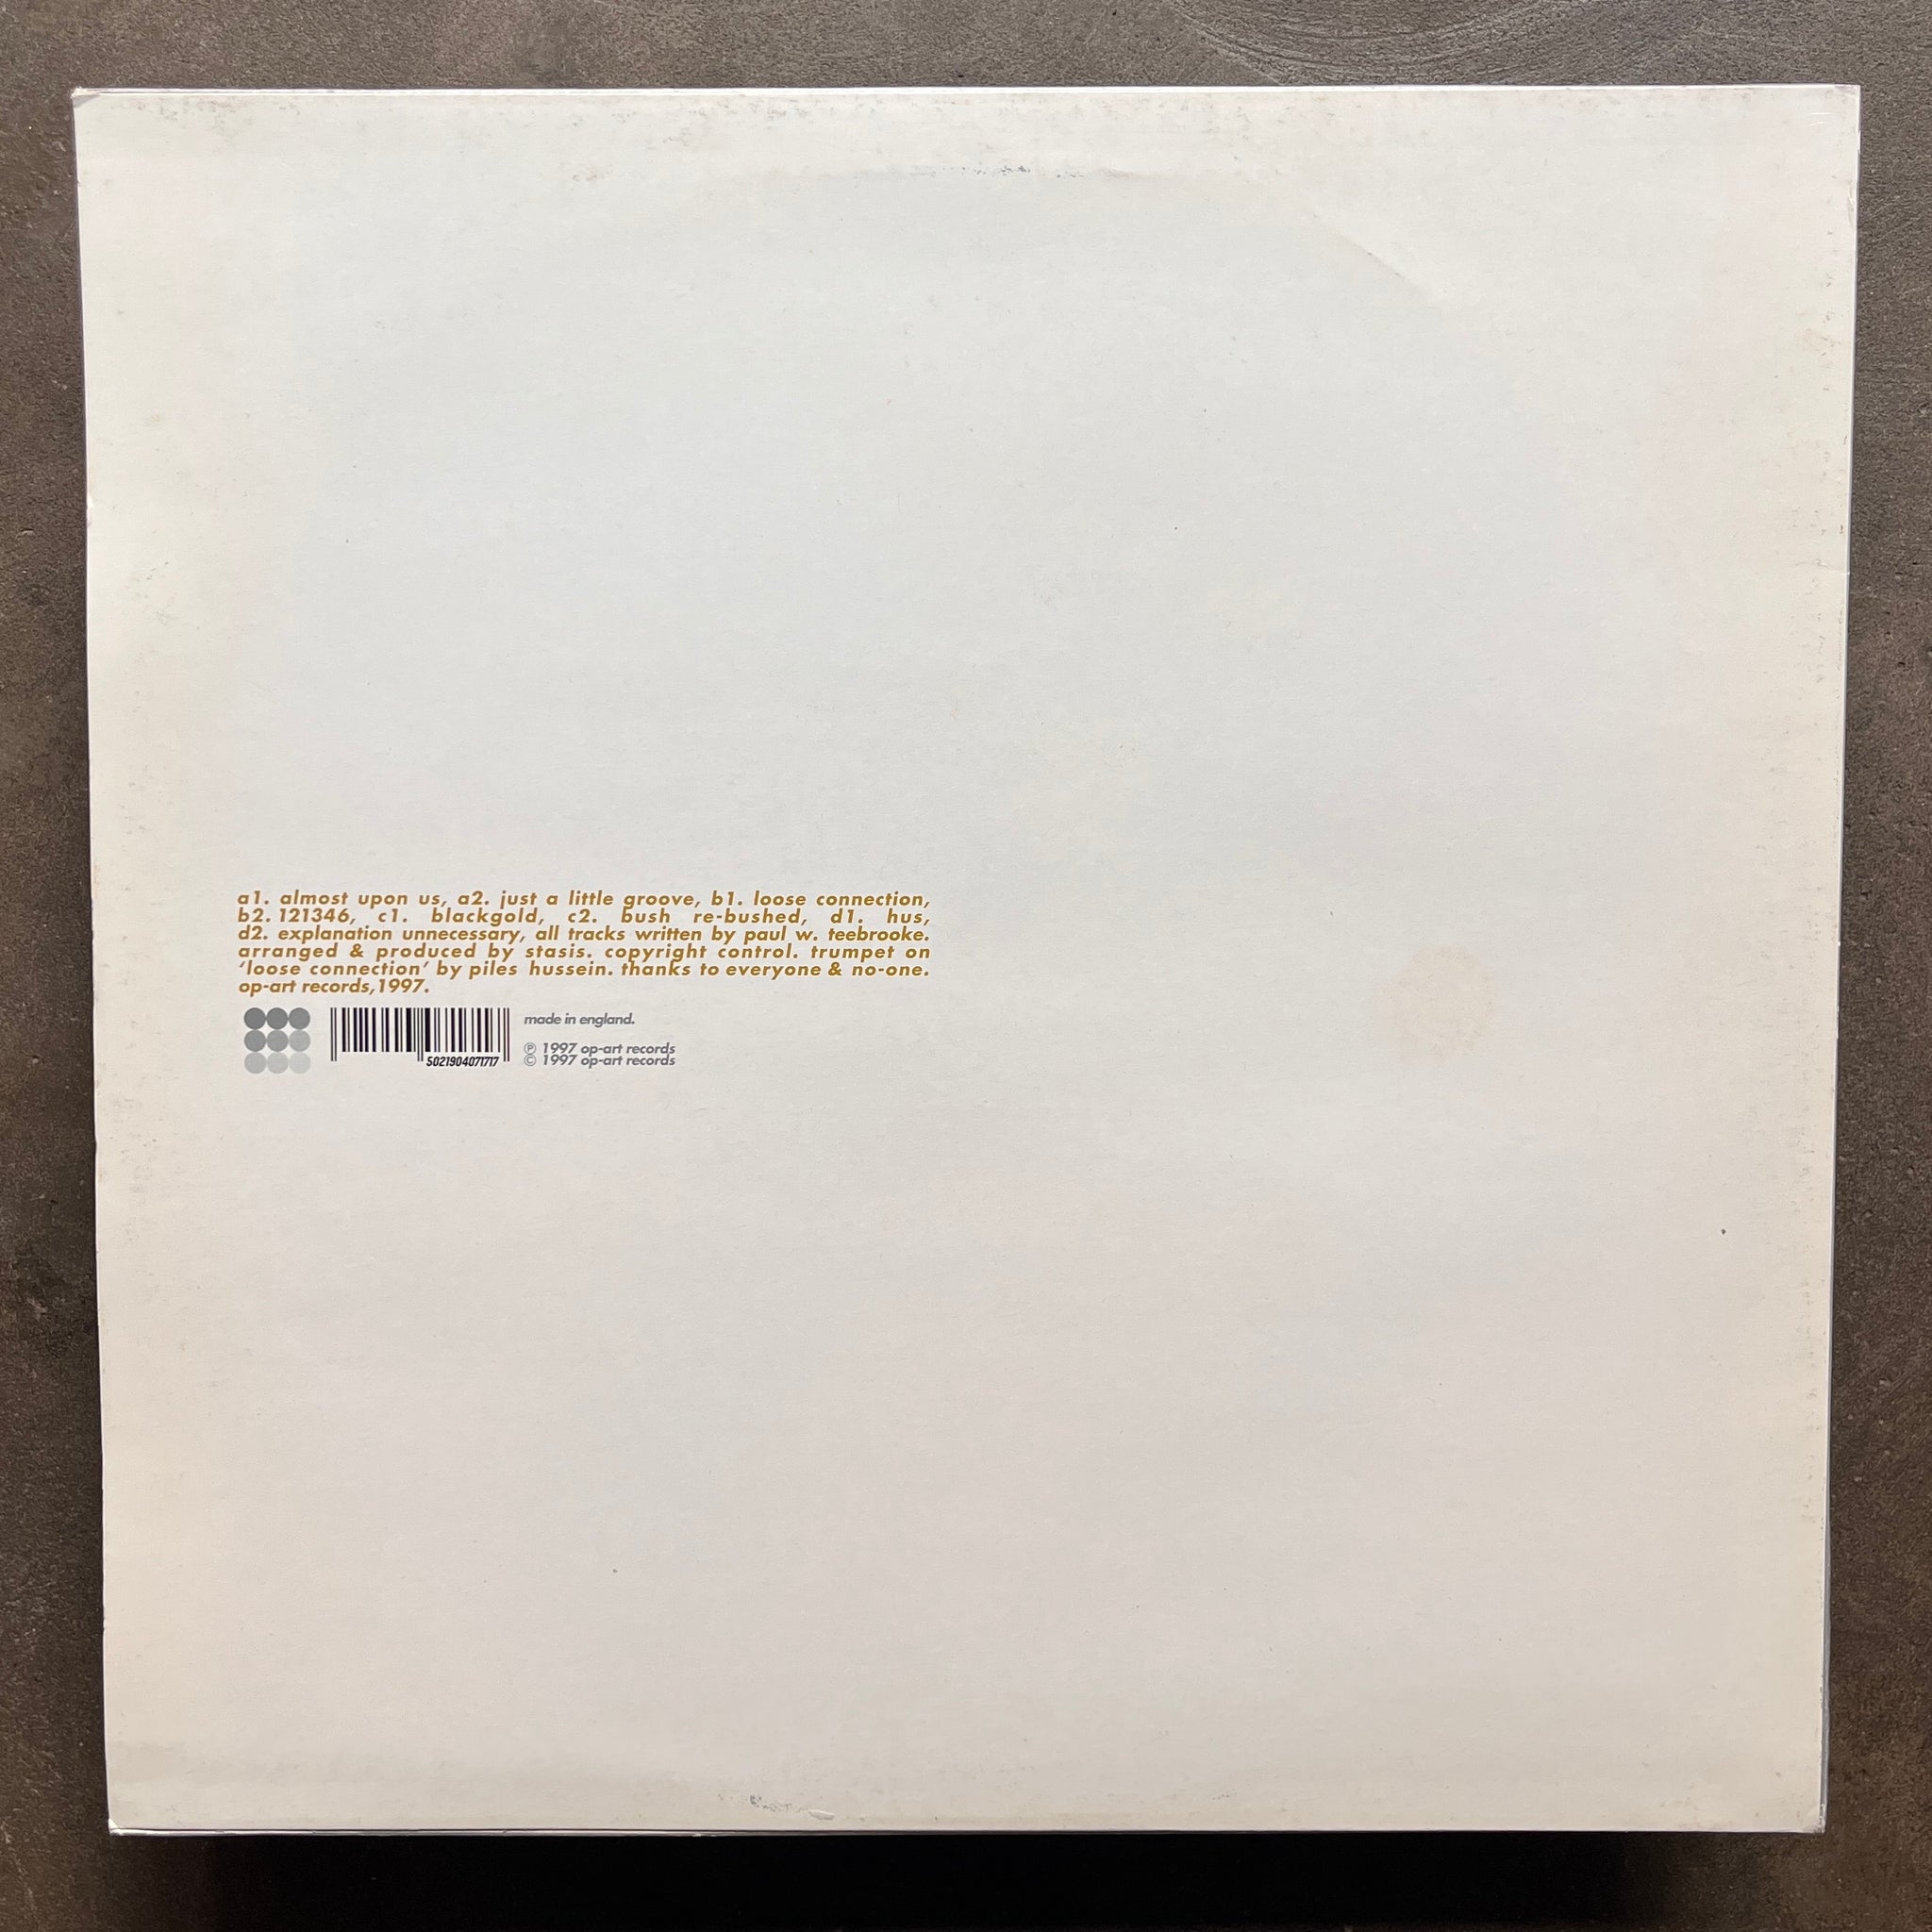 a1. almost upon us, a2. just a little groove, b1. loose connection,
b2. 121346, c1. blackgold, c2. bush re-bushed, d1. hus,
d2. explanation unnecessary, all tracks written by paul w. teebrooke.
arranged & produced by stasis. copyright control. trumpet on
‘loose connection’ by piles hussein. thanks to everyone & no-one.
op-art records,1997.
5021904071717
made in england.
℗ 1997 op-art records
© 1997 op-art records